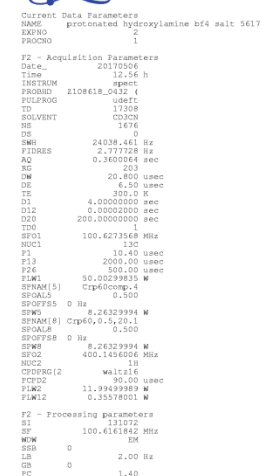 Current Data Parameters
NAME protonated hydroxylamine bf4 salt 5617
EXPNO 2
PROCNO 1
F2 - Acquisition Parameters
Date_ 20170506
Time 12.56 h
INSTRUM spect
PROBHD Z108618_0432 (
PULPROG udeft
TD 17308
SOLVENT CD3CN
NS 1676
DS 0
SWH 24038.461 Hz
FIDRES 2.777728 Hz
AQ 0.3600064 sec
RG 203
DW 20.800 usec
DE 6.50 usec
TE 300.0 K
D1 4.00000000 sec
D12 0.00002000 sec
D20 200.00000000 sec
TD0 1
SFO1 100.6273568 MHz
NUC1 13C
P1 10.40 usec
P13 2000.00 usec
P26 500.00 usec
PLW1 50.00299835 W
SPNAM[5] Crp60comp.4
SPOAL5 0.500
SPOFFS5 0 Hz
SPW5 8.26329994 W
SPNAM[8] Crp60,0.5,20.1
SPOAL8 0.500
SPOFFS8 0 Hz
SPW8 8.26329994 W
SFO2 400.1456006 MHz
NUC2 1H
CPDPRG[2 waltz16
PCPD2 90.00 usec
PLW2 11.99499989 W
PLW12 0.35578001 W
F2 - Processing parameters
SI 131072
SF 100.6161842 MHz
WDW EM
SSB 0
LB 2.00 Hz
GB 0
PC 1.40